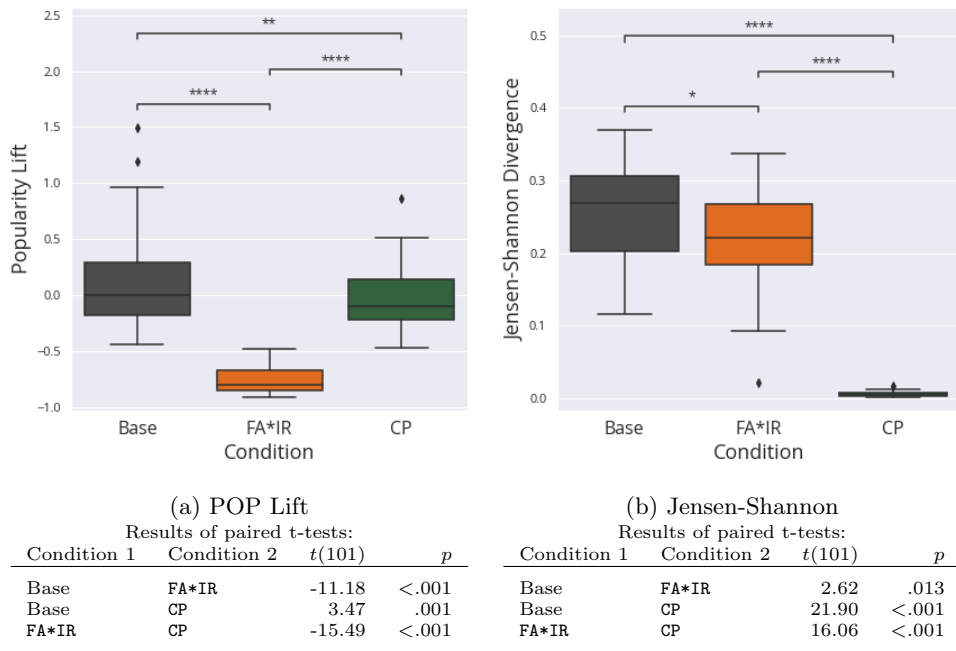 2.5
2.0
1.5
1.0
0.5
0.0
−0.5
−1.0
Popularity Lift
**
****
****
Base FA*IR CP
Condition
0.5
0.4
0.3
0.2
0.1
0.0
Jensen-Shannon Divergence
****
****
*
Base FA*IR CP
Condition
(a) POP Lift
Results of paired t-tests:
Condition 1 Condition 2 t(101) p
Base FA*IR -11.18 <.001
Base CP 3.47 .001
FA*IR CP -15.49 <.001
(b) Jensen-Shannon
Results of paired t-tests:
Condition 1 Condition 2 t(101) p
Base FA*IR 2.62 .013
Base CP 21.90 <.001
FA*IR CP 16.06 <.001